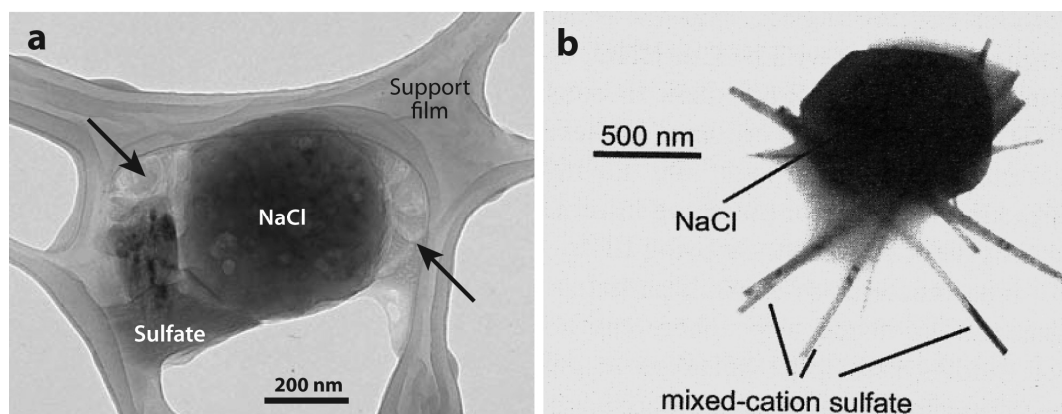 a
Support
film
NaCl
Sulfate
200 nm
b
500 nm
NaCl
mixed-cation sulfate